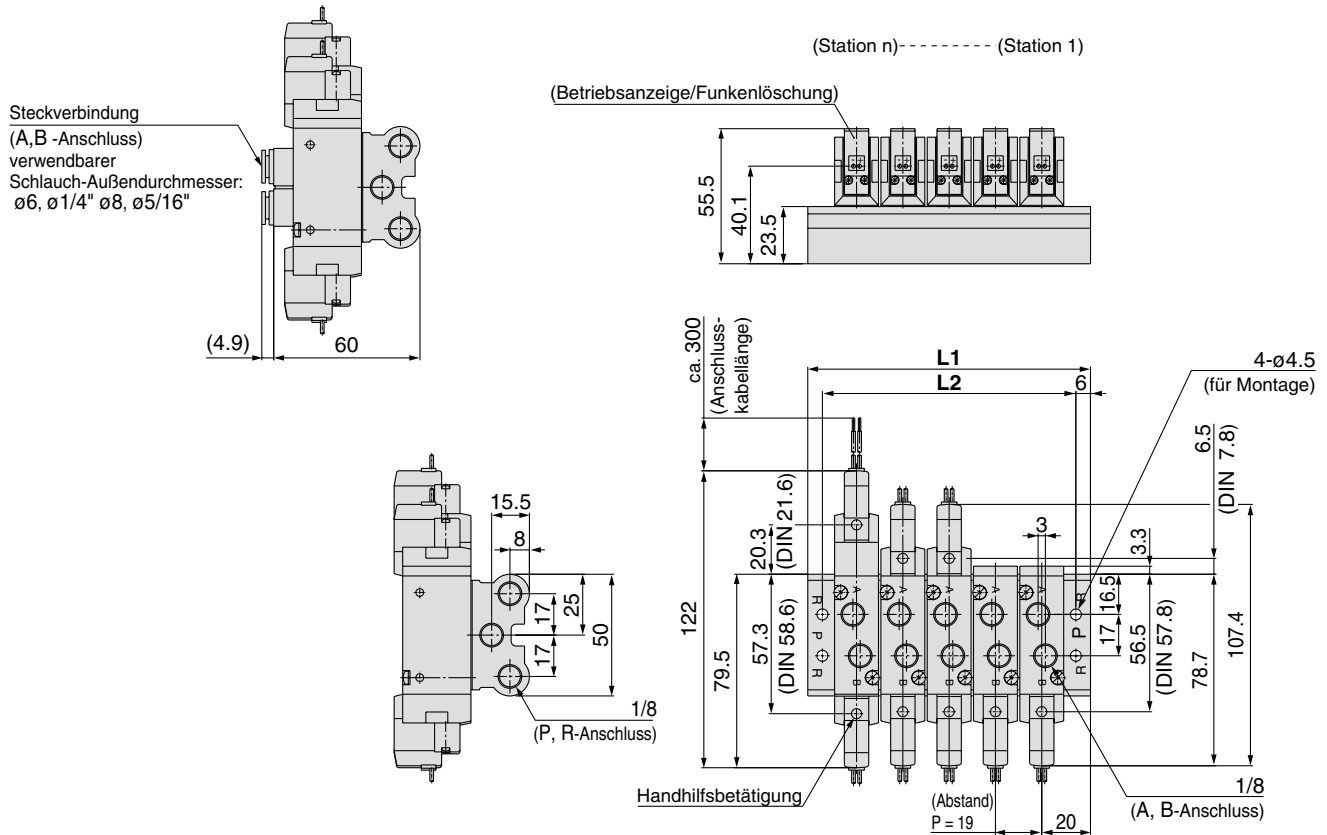 (Station n)
(Station 1)
(Betriebsanzeige/Funkenlöschung)
Steckverbindung
(A,B -Anschluss)
verwendbarer
Schlauch-Außendurchmesser:
ø6, ø1/4" ø8, ø5/16"
(4.9)
60
55.5
40.1
23.5
ca. 300
(Anschluss-
kabellänge)
L1
L2
6
4-ø4.5
(für Montage)
6.5
(DIN 7.8)
15.5
8
17
17
25
50
1/8
(P, R-Anschluss)
122
79.5
20.3
(DIN 21.6)
57.3
(DIN 58.6)
3
3.3
16.5
17
56.5
(DIN 57.8)
78.7
107.4
R
P
R
A
A
A
A
A
B
B
B
B
B
R
P
R
Handhilfsbetätigung
(Abstand)
P = 19
20
1/8
(A, B-Anschluss)